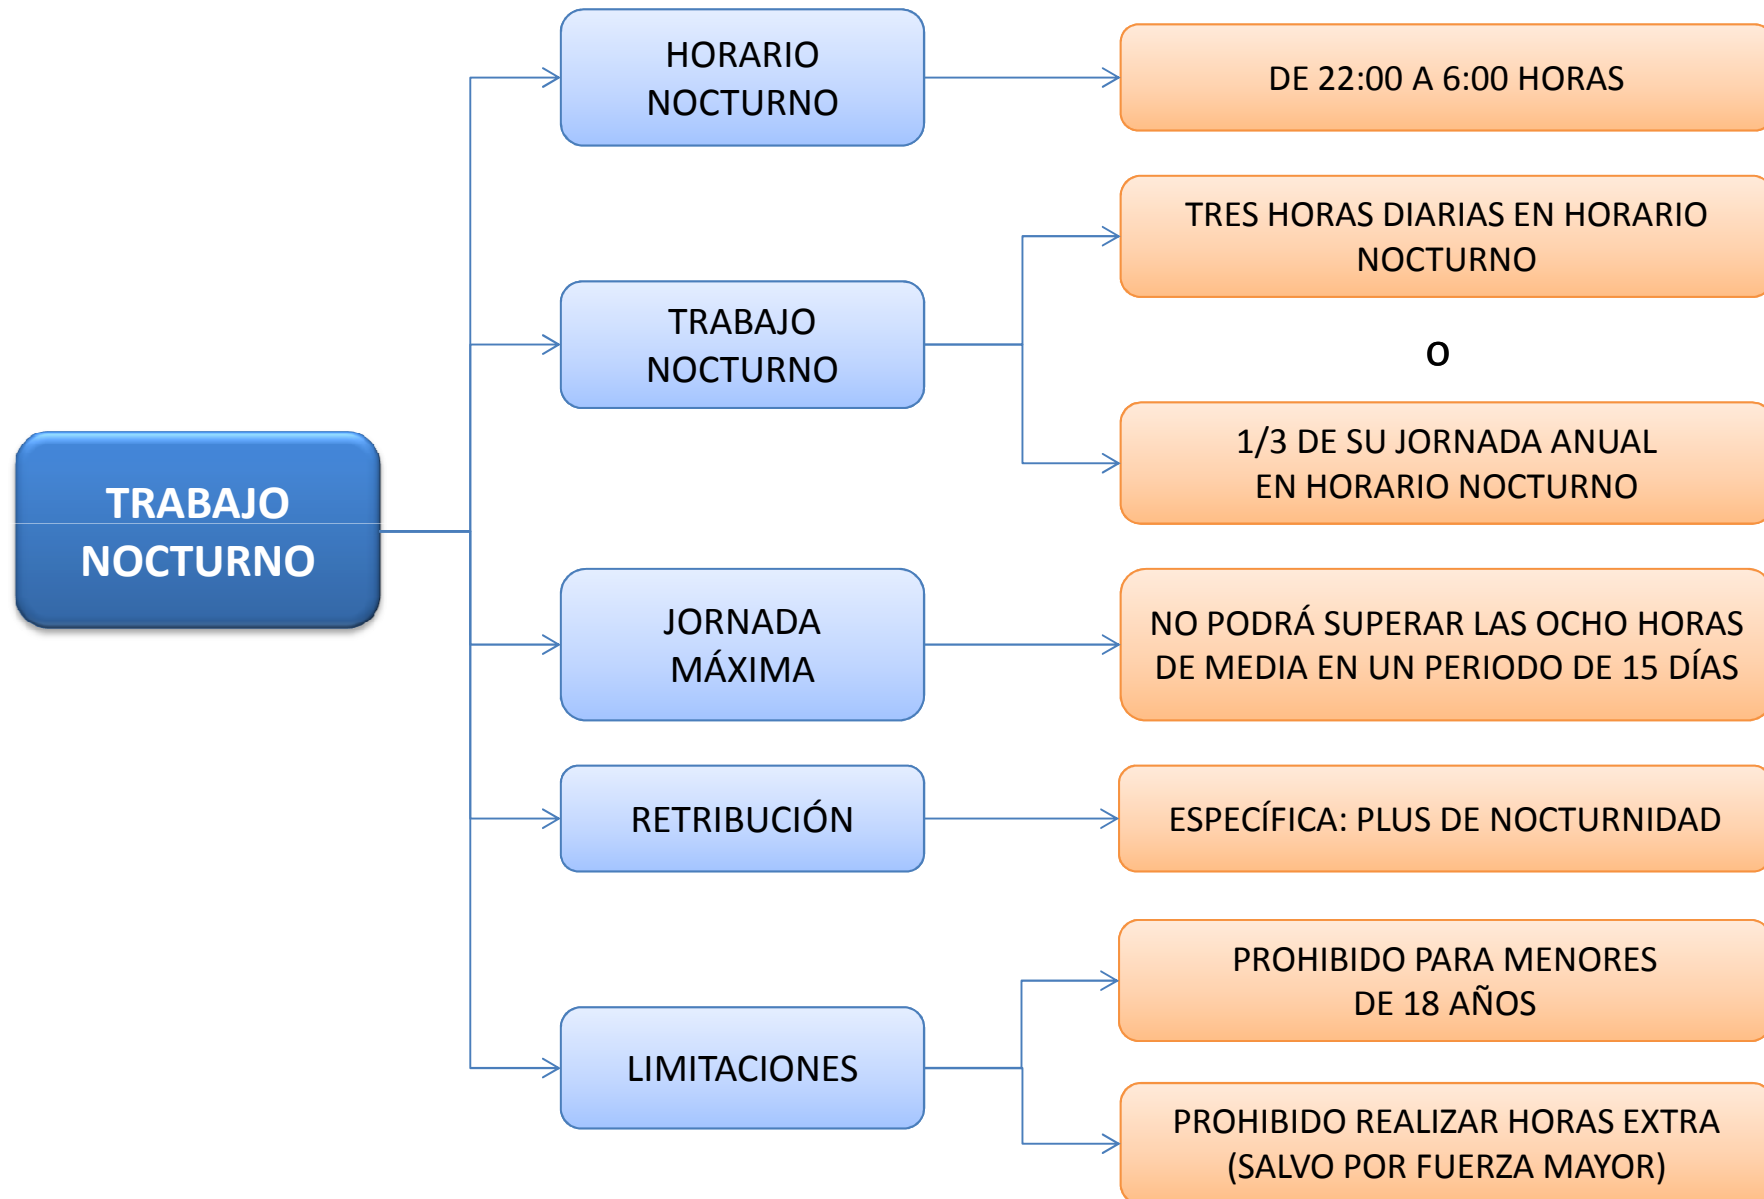 HORARIO
NOCTURNO
DE 22:00 A 6:00 HORAS
TRES HORAS DIARIAS EN HORARIO
NOCTURNO
TRABAJO
NOCTURNO
O
1/3 DE SU JORNADA ANUAL
EN HORARIO NOCTURNO
TRABAJO
NOCTURNO
JORNADA
MÁXIMA
NO PODRÁ SUPERAR LAS OCHO HORAS
DE MEDIA EN UN PERIODO DE 15 DÍAS
RETRIBUCIÓN
ESPECÍFICA: PLUS DE NOCTURNIDAD
PROHIBIDO PARA MENORES
DE 18 AÑOS
LIMITACIONES
PROHIBIDO REALIZAR HORAS EXTRA
(SALVO POR FUERZA MAYOR)